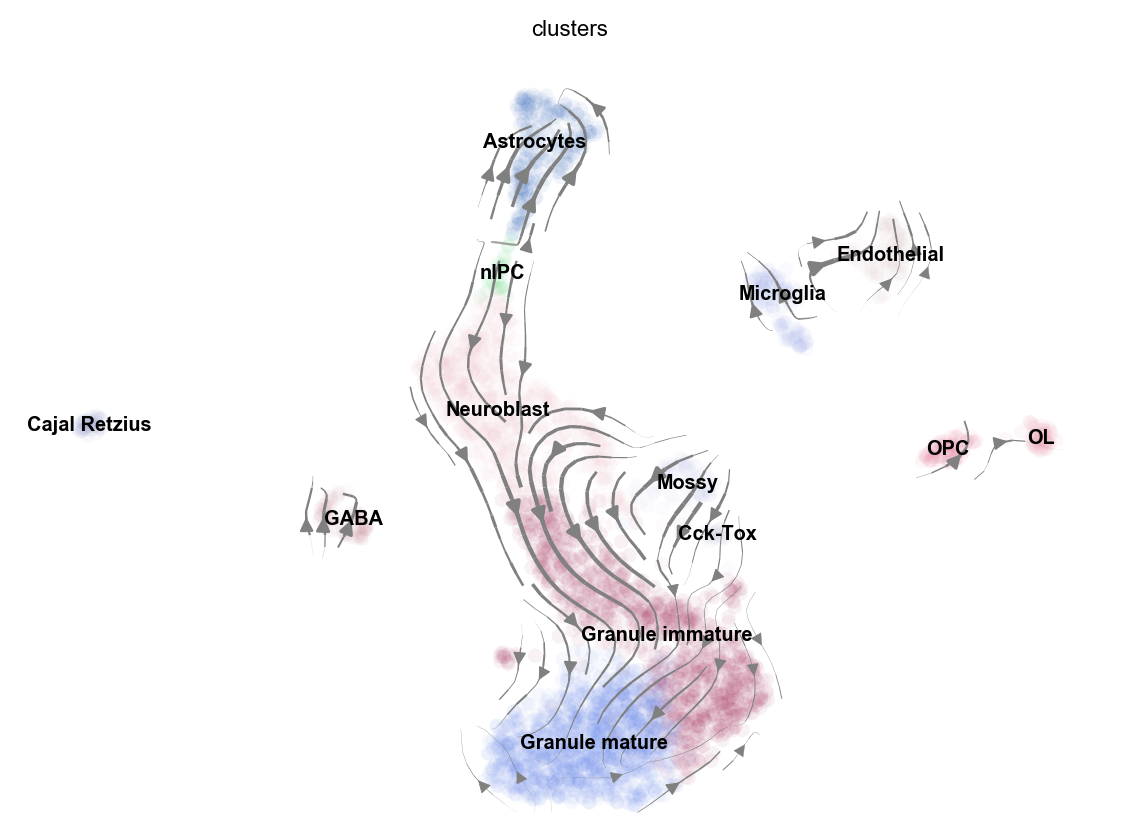 clusters
Astrocytes
nIPC
Endothelial
Microglia
Neuroblast
Cajal Retzius
OPC
OL
Mossy
GABA
Cck-Tox
Granule immature
Granule mature